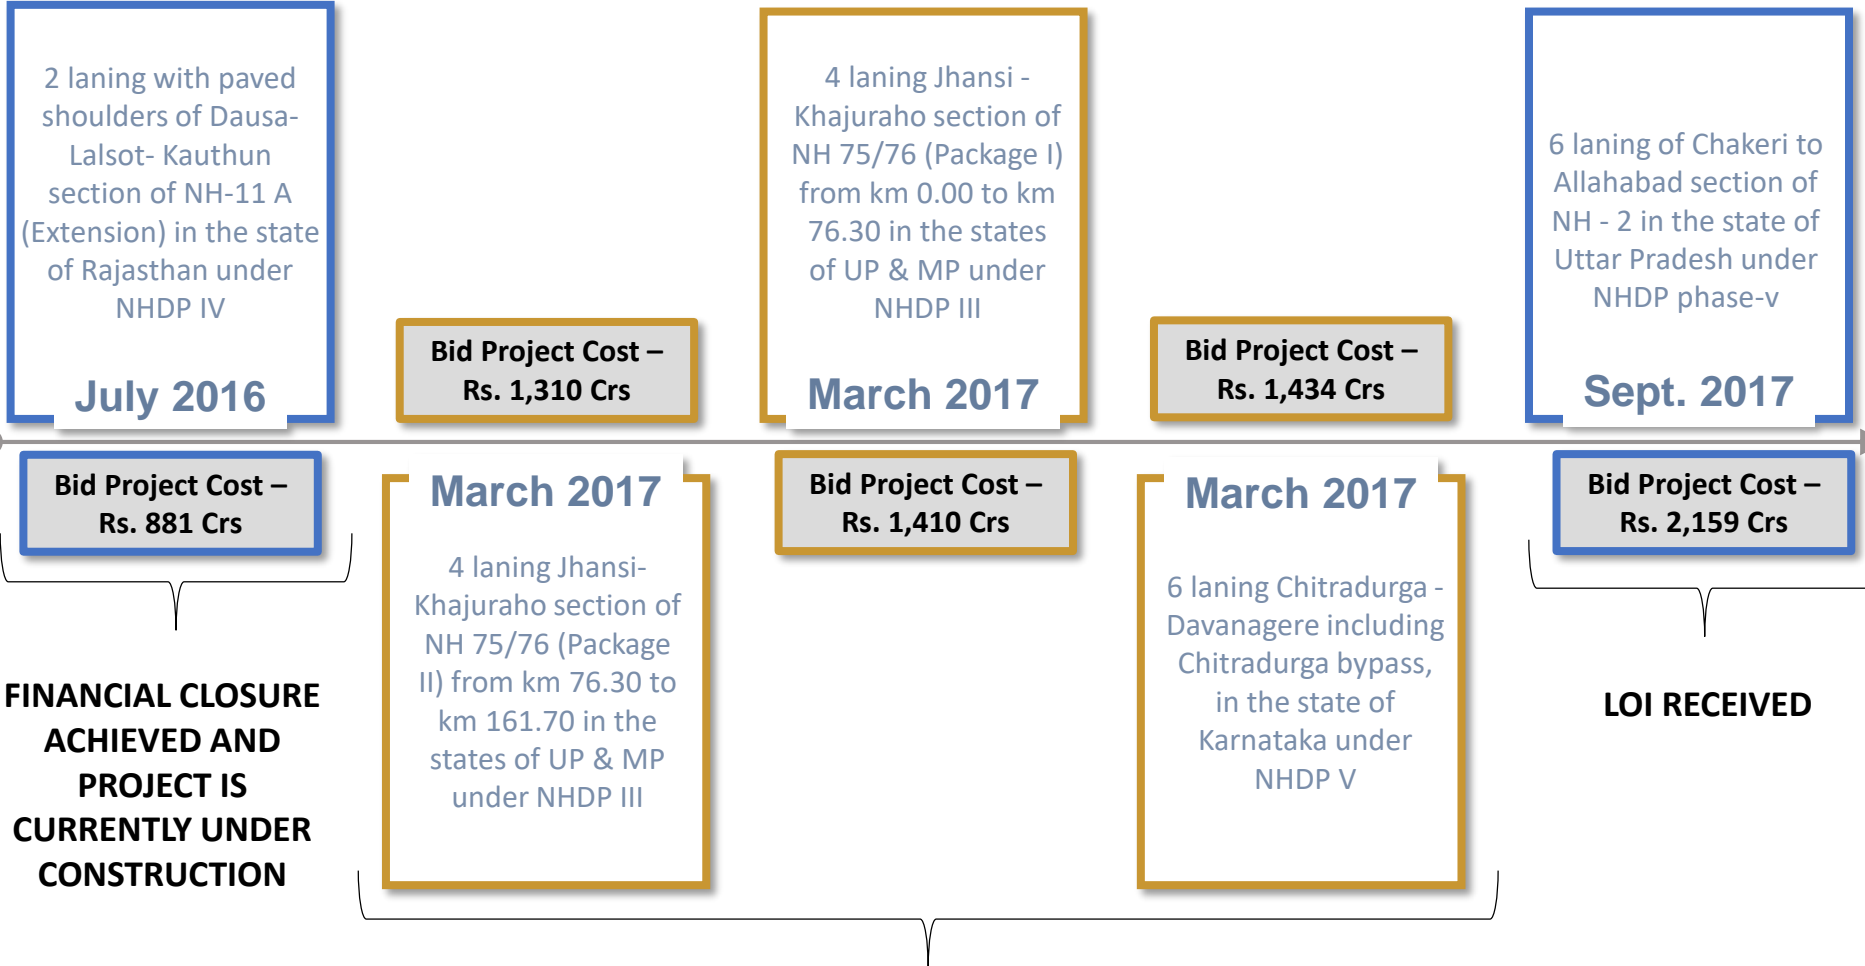 2 laning with paved
shoulders of Dausa-
Lalsot- Kauthun
section of NH-11 A
(Extension) in the state
of Rajasthan under
NHDP IV
July 2016
Bid Project Cost –
Rs. 881 Crs
FINANCIAL CLOSURE
ACHIEVED AND
PROJECT IS
CURRENTLY UNDER
CONSTRUCTION
Bid Project Cost –
Rs. 1,310 Crs
March 2017
4 laning Jhansi-
Khajuraho section of
NH 75/76 (Package
II) from km 76.30 to
km 161.70 in the
states of UP & MP
under NHDP III
4 laning Jhansi -
Khajuraho section of
NH 75/76 (Package I)
from km 0.00 to km
76.30 in the states
of UP & MP under
NHDP III
March 2017
Bid Project Cost –
Rs. 1,410 Crs
Bid Project Cost –
Rs. 1,434 Crs
March 2017
6 laning Chitradurga -
Davanagere including
Chitradurga bypass,
in the state of
Karnataka under
NHDP V
6 laning of Chakeri to
Allahabad section of
NH - 2 in the state of
Uttar Pradesh under
NHDP phase-v
Sept. 2017
Bid Project Cost –
Rs. 2,159 Crs
LOI RECEIVED